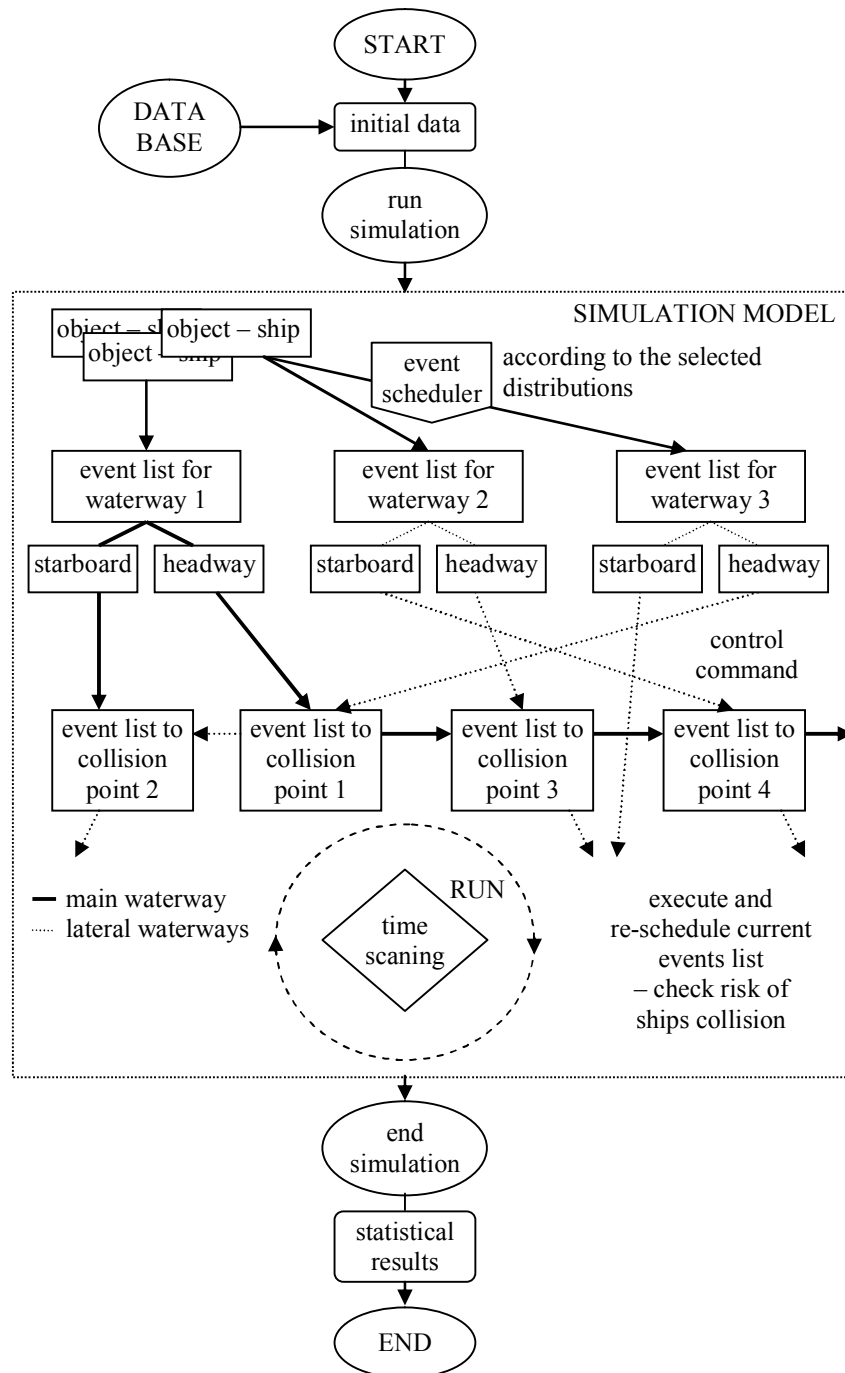 START
DATA
BASE
initial data
run
simulation
SIMULATION MODEL
object – sh
object – ship
object – ship
event
scheduler
according to the selected
distributions
event list for
waterway 1
event list for
waterway 2
event list for
waterway 3
starboard
headway
starboard
headway
starboard
headway
control
command
event list to
collision
point 2
event list to
collision
point 1
event list to
collision
point 3
event list to
collision
point 4
main waterway
lateral waterways
RUN
time
scaning
execute and
re-schedule current
events list
– check risk of
ships collision
end
simulation
statistical
results
END